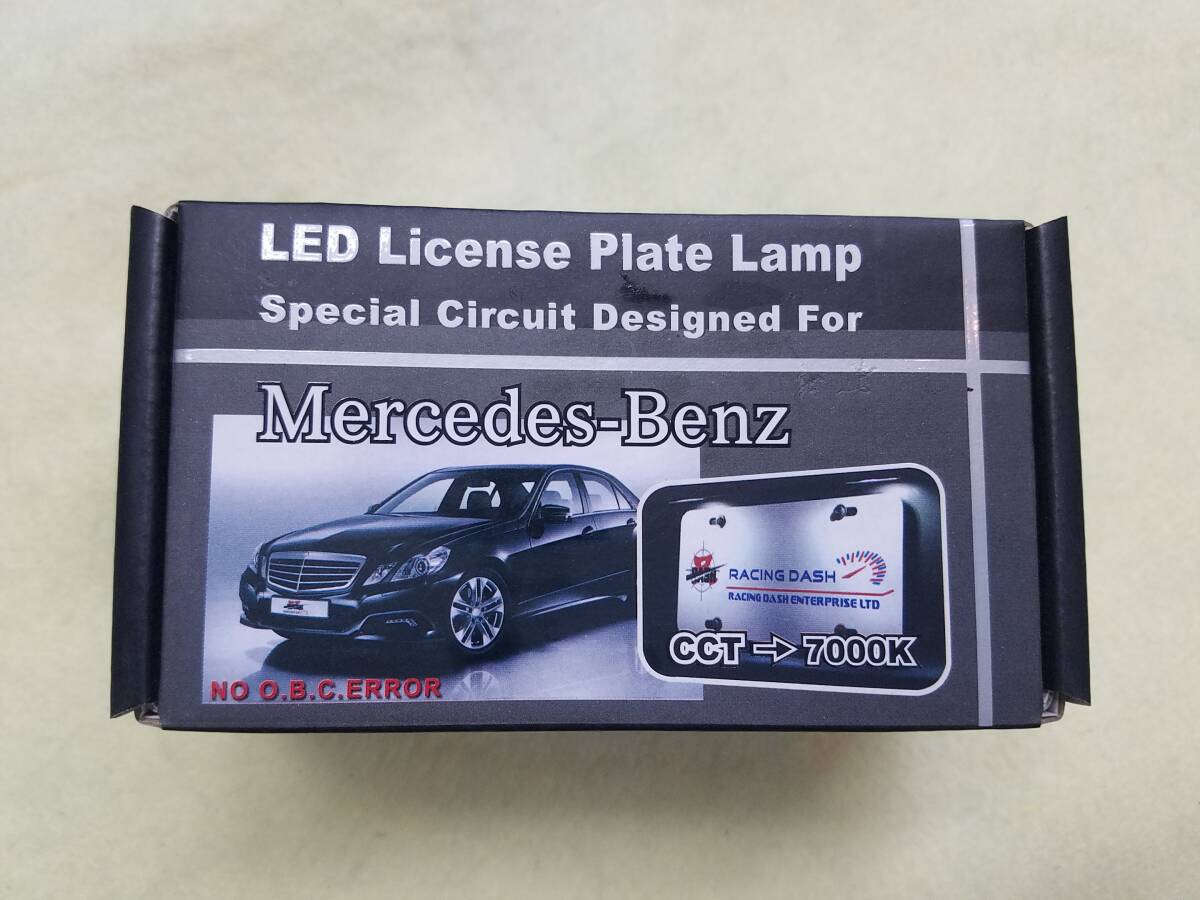 LED License Plate Lamp
Special Circuit Designed For
Mercedes-Benz
DASH
RACING DASH
RACING DASH ENTERPRISE LTD
CCT → 7000K
NO O.B.C.ERROR